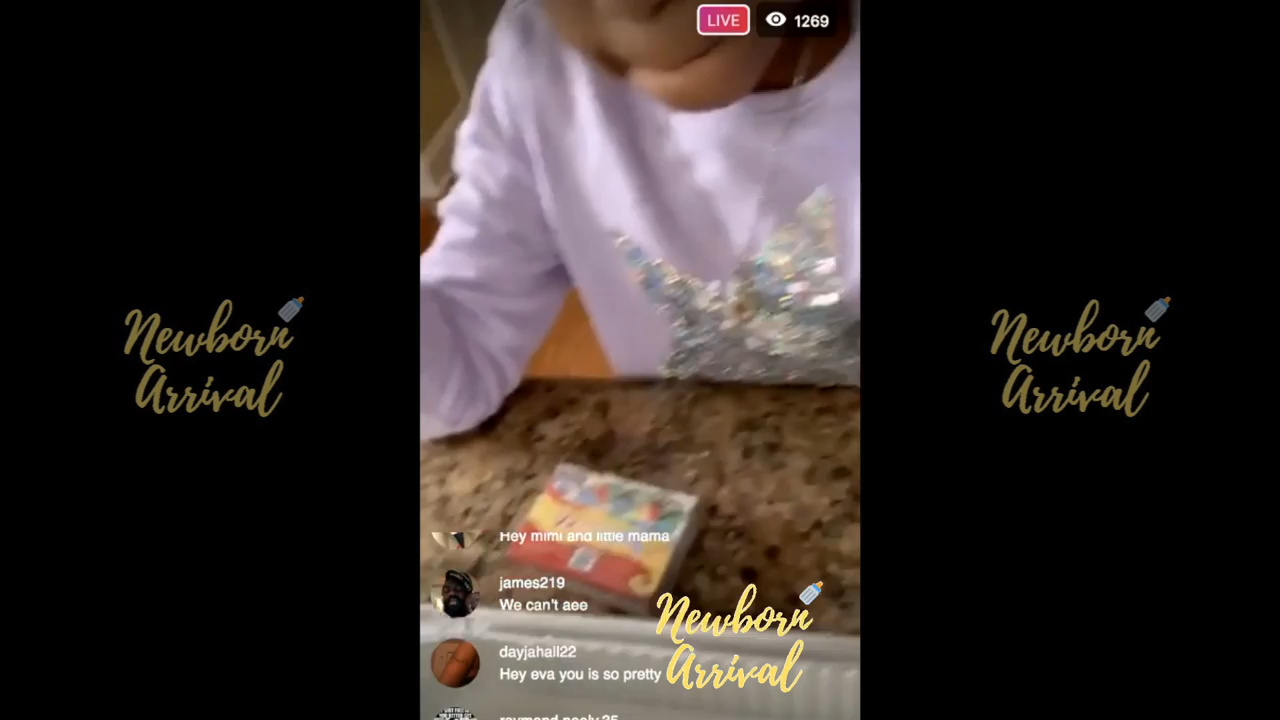 LIVE 1269
Newborn
Arrival
Newborn
Arrival
Hey mimi and little mama
james219
We can't aee
dayjahall22
Hey eva you is so pretty
Newborn
Arrival